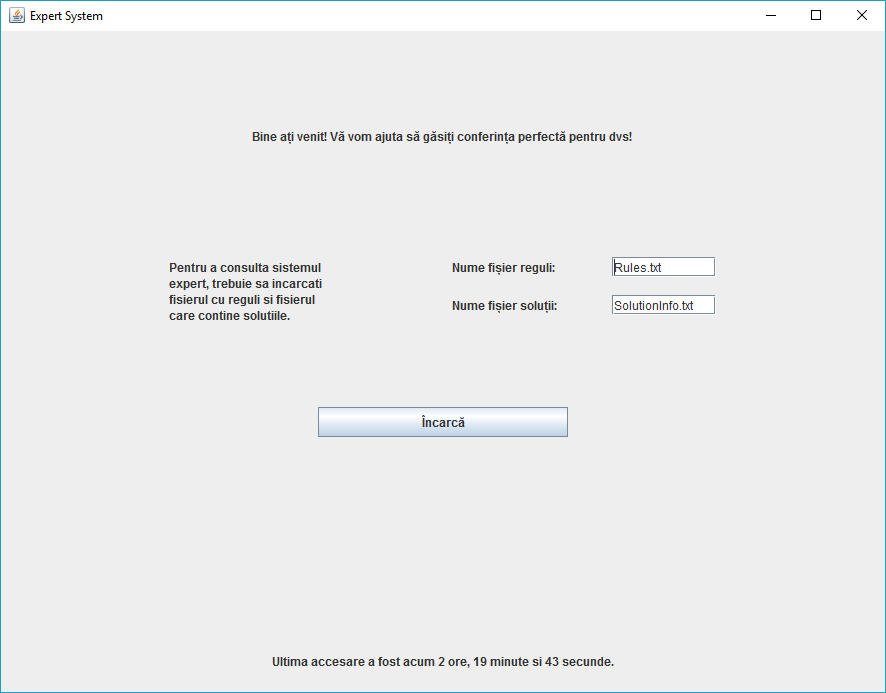 Expert System
Bine ați venit! Vă vom ajuta să găsiți conferința perfectă pentru dvs!
Pentru a consulta sistemul
expert, trebuie sa incarcati
fisierul cu reguli si fisierul
care contine solutiile.
Nume fișier reguli:
Rules.txt
Nume fișier soluții:
SolutionInfo.txt
Încarcă
Ultima accesare a fost acum 2 ore, 19 minute si 43 secunde.